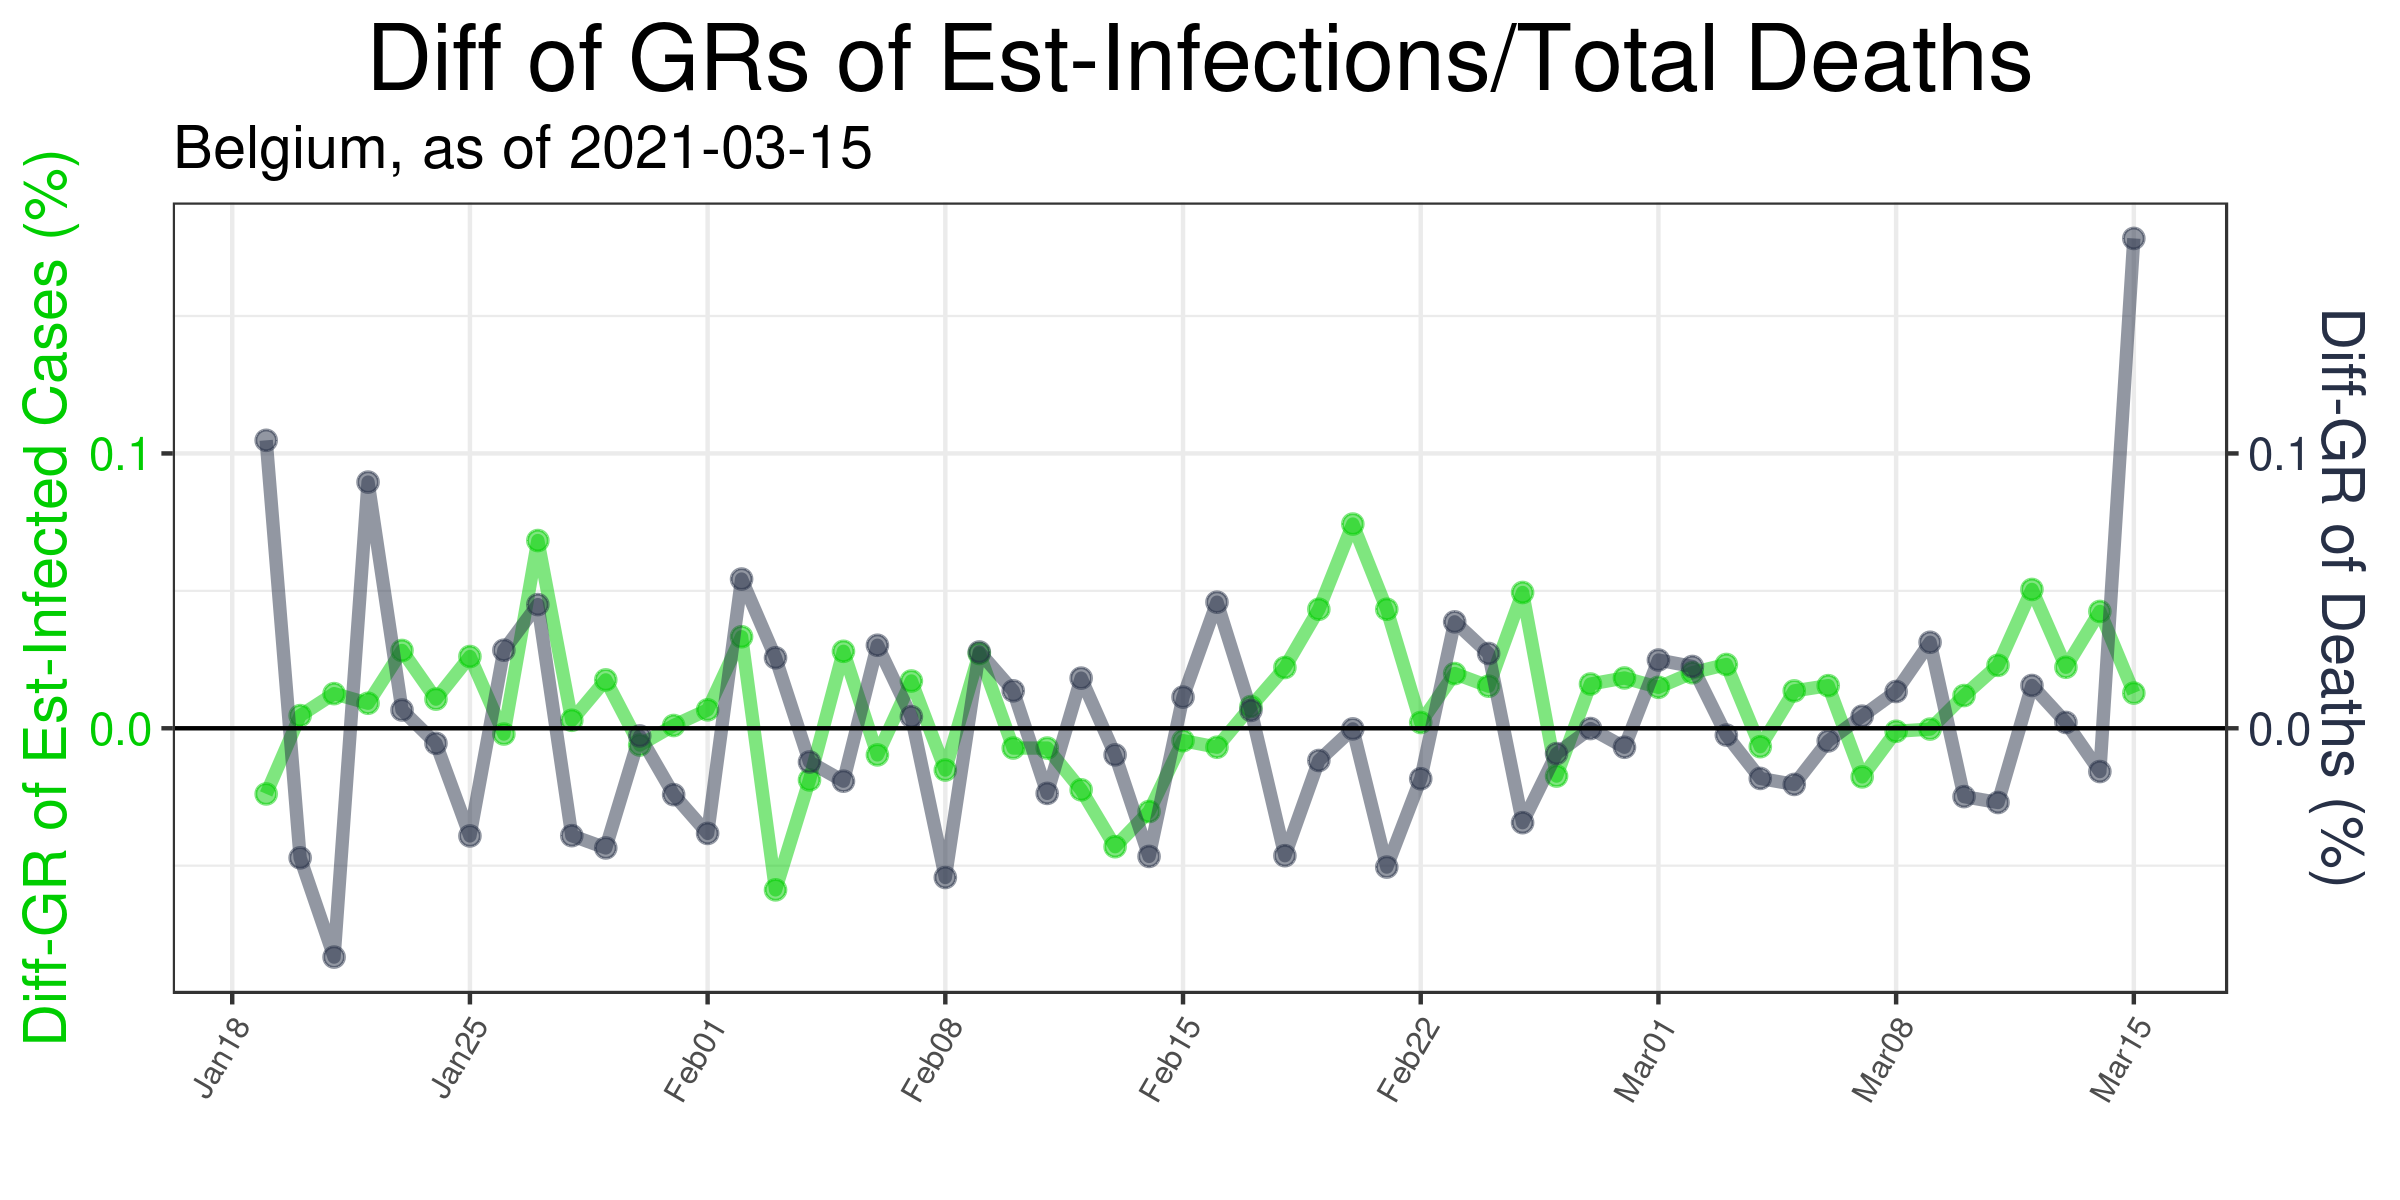 Diff of GRs of Est-Infections/Total Deaths
Belgium, as of 2021-03-15
Diff-GR of Est-Infected Cases (%)
0.1
0.0
0.1
0.0
Diff-GR of Deaths (%)
Jan18
Jan25
Feb01
Feb08
Feb15
Feb22
Mar01
Mar08
Mar15